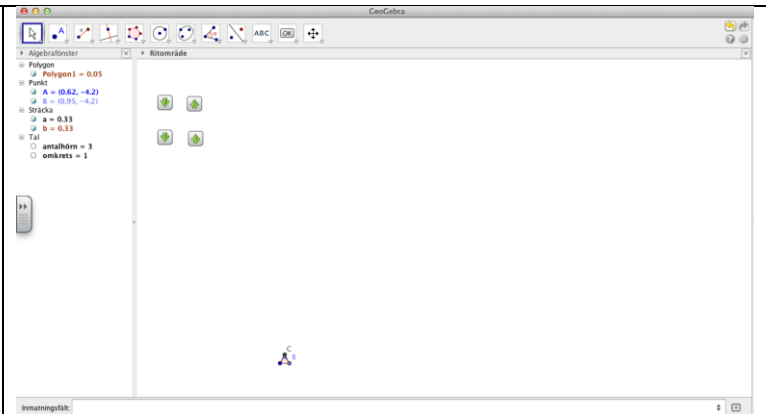 GeoGebra
A
ABC
OK
Algebrafönster
Ritområde
Polygon
Polygon1 = 0.05
Punkt
A = (0.62, −4.2)
B = (0.95, −4.2)
Sträcka
a = 0.33
b = 0.33
Tal
antalhörn = 3
omkrets = 1
C
B
Inmatningsfält: